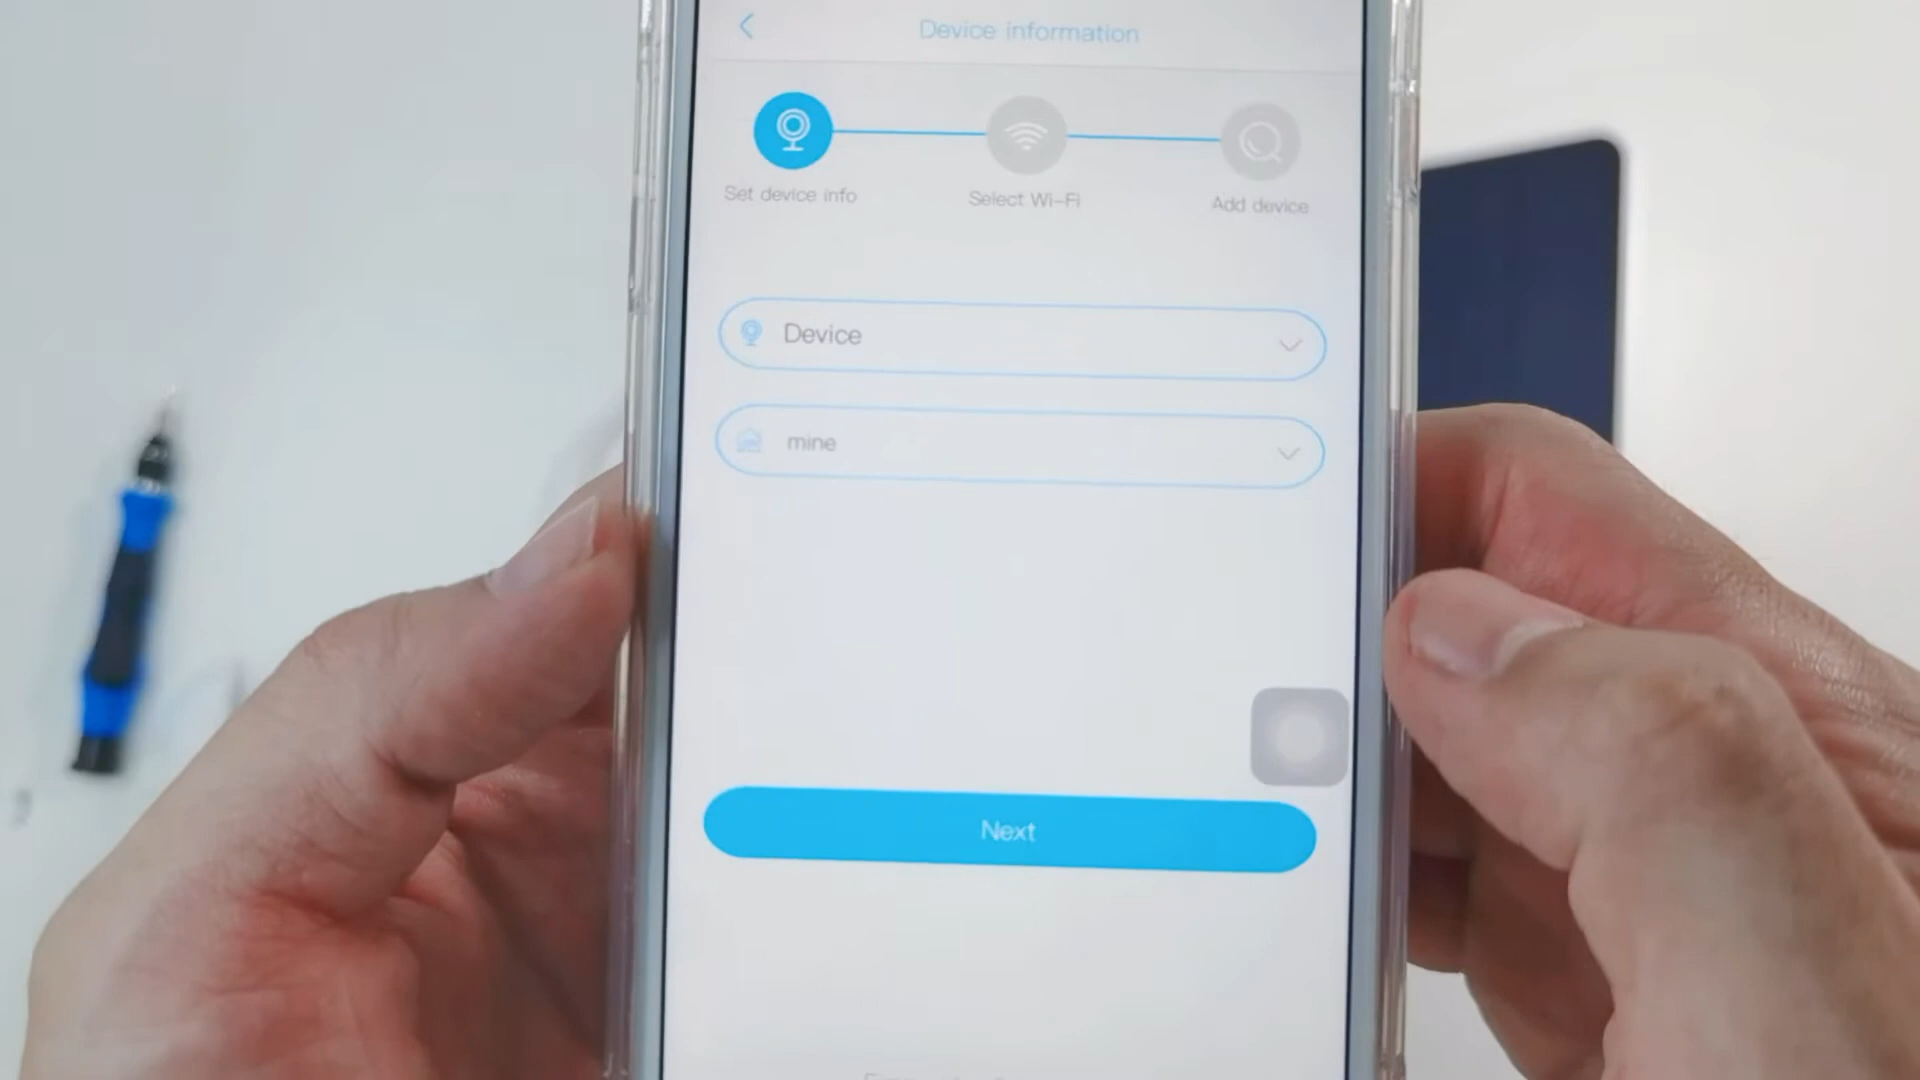 Device information
Set device info
Select Wi-Fi
Add device
Device
mine
Next